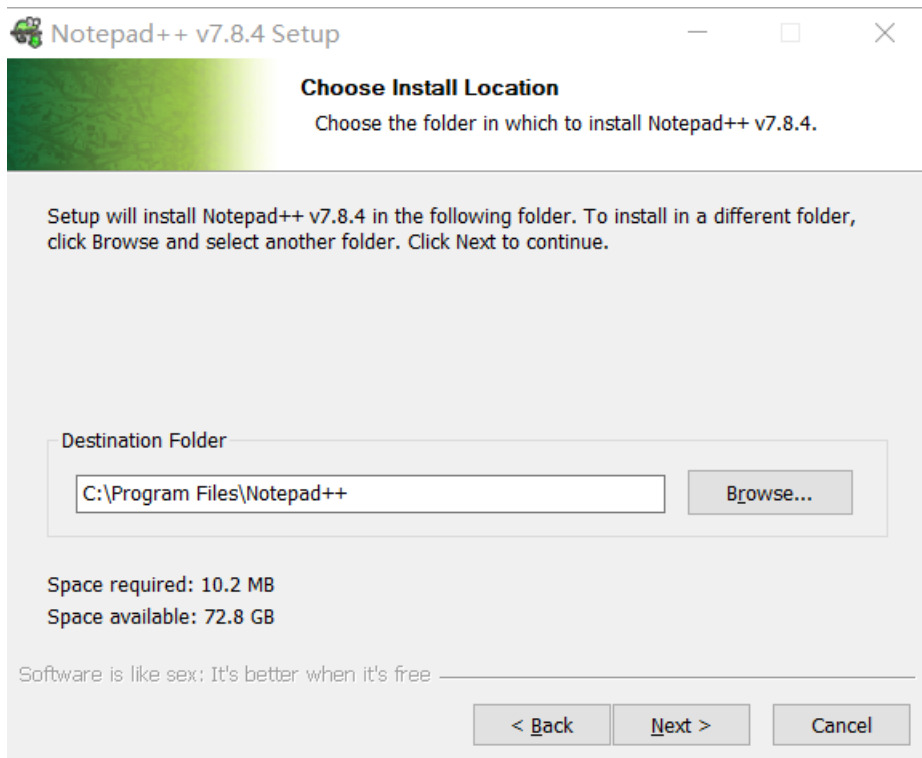 Notepad++ v7.8.4 Setup
Choose Install Location
Choose the folder in which to install Notepad++ v7.8.4.
Setup will install Notepad++ v7.8.4 in the following folder. To install in a different folder,
click Browse and select another folder. Click Next to continue.
Destination Folder
C:\Program Files\Notepad++
Browse...
Space required: 10.2 MB
Space available: 72.8 GB
Software is like sex: It's better when it's free
< Back
Next >
Cancel